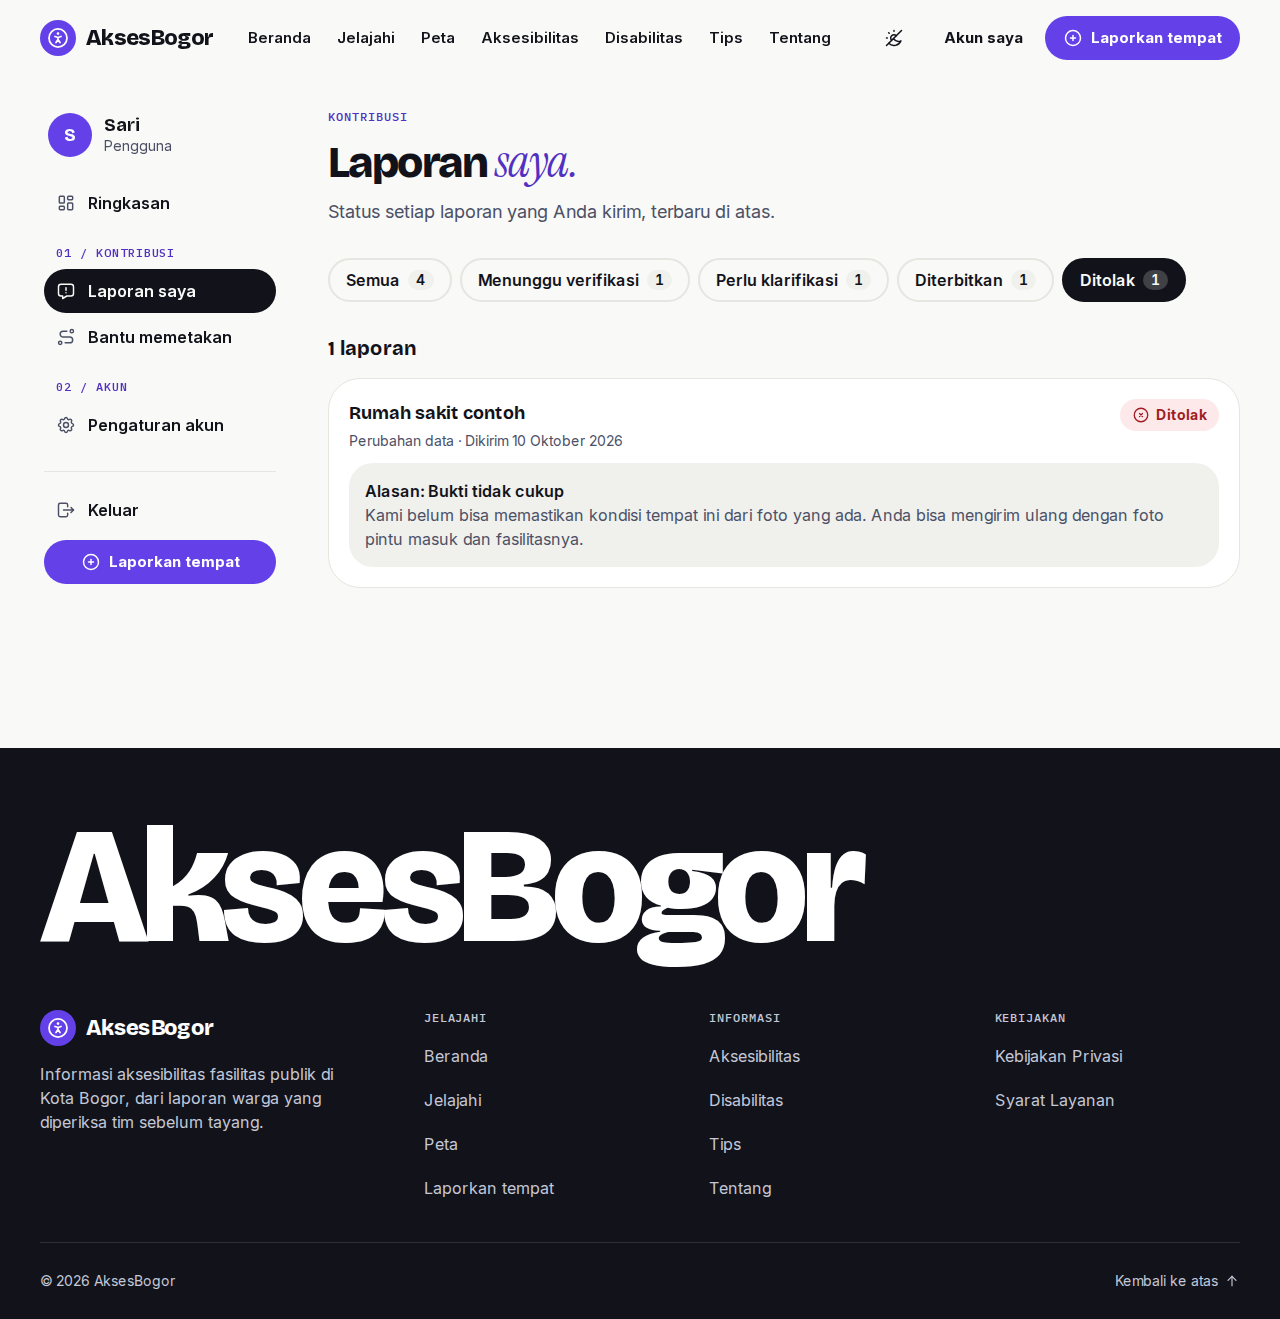 AksesBogor
Beranda
Jelajahi
Peta
Aksesibilitas
Disabilitas
Tips
Tentang
Akun saya
Laporkan tempat
S
Sari
Pengguna
Ringkasan
01 / KONTRIBUSI
Laporan saya
Bantu memetakan
02 / AKUN
Pengaturan akun
Keluar
Laporkan tempat
KONTRIBUSI
Laporan saya.
Status setiap laporan yang Anda kirim, terbaru di atas.
Semua 4
Menunggu verifikasi 1
Perlu klarifikasi 1
Diterbitkan 1
Ditolak 1
1 laporan
Rumah sakit contoh
Ditolak
Perubahan data · Dikirim 10 Oktober 2026
Alasan: Bukti tidak cukup
Kami belum bisa memastikan kondisi tempat ini dari foto yang ada. Anda bisa mengirim ulang dengan foto
pintu masuk dan fasilitasnya.
AksesBogor
AksesBogor
Informasi aksesibilitas fasilitas publik di
Kota Bogor, dari laporan warga yang
diperiksa tim sebelum tayang.
JELAJAHI
Beranda
Jelajahi
Peta
Laporkan tempat
INFORMASI
Aksesibilitas
Disabilitas
Tips
Tentang
KEBIJAKAN
Kebijakan Privasi
Syarat Layanan
© 2026 AksesBogor
Kembali ke atas ↑